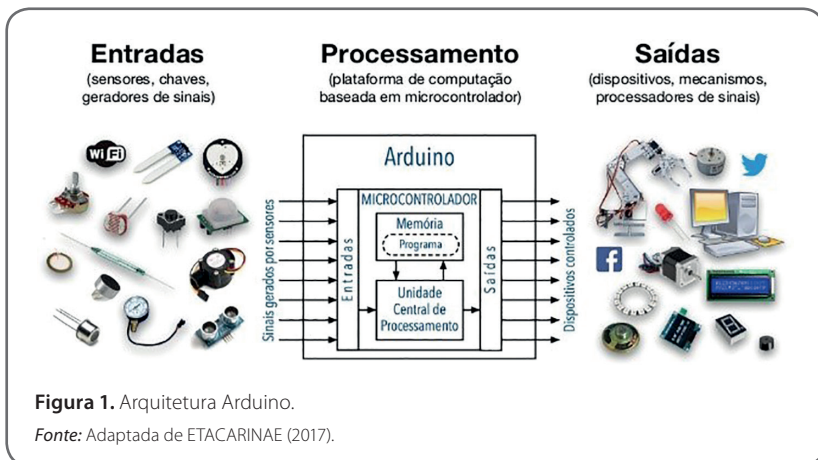 Entradas
(sensores, chaves,
geradores de sinais)
Processamento
(plataforma de computação
baseada em microcontrolador)
Saídas
(dispositivos, mecanismos,
processadores de sinais)
WiFi
Sinais gerados por sensores
Arduino
Entradas
MICROCONTROLADOR
Memória
Programa
Unidade
Central de
Processamento
Saídas
Dispositivos controlados
Figura 1. Arquitetura Arduino.
Fonte: Adaptada de ETACARINAE (2017).